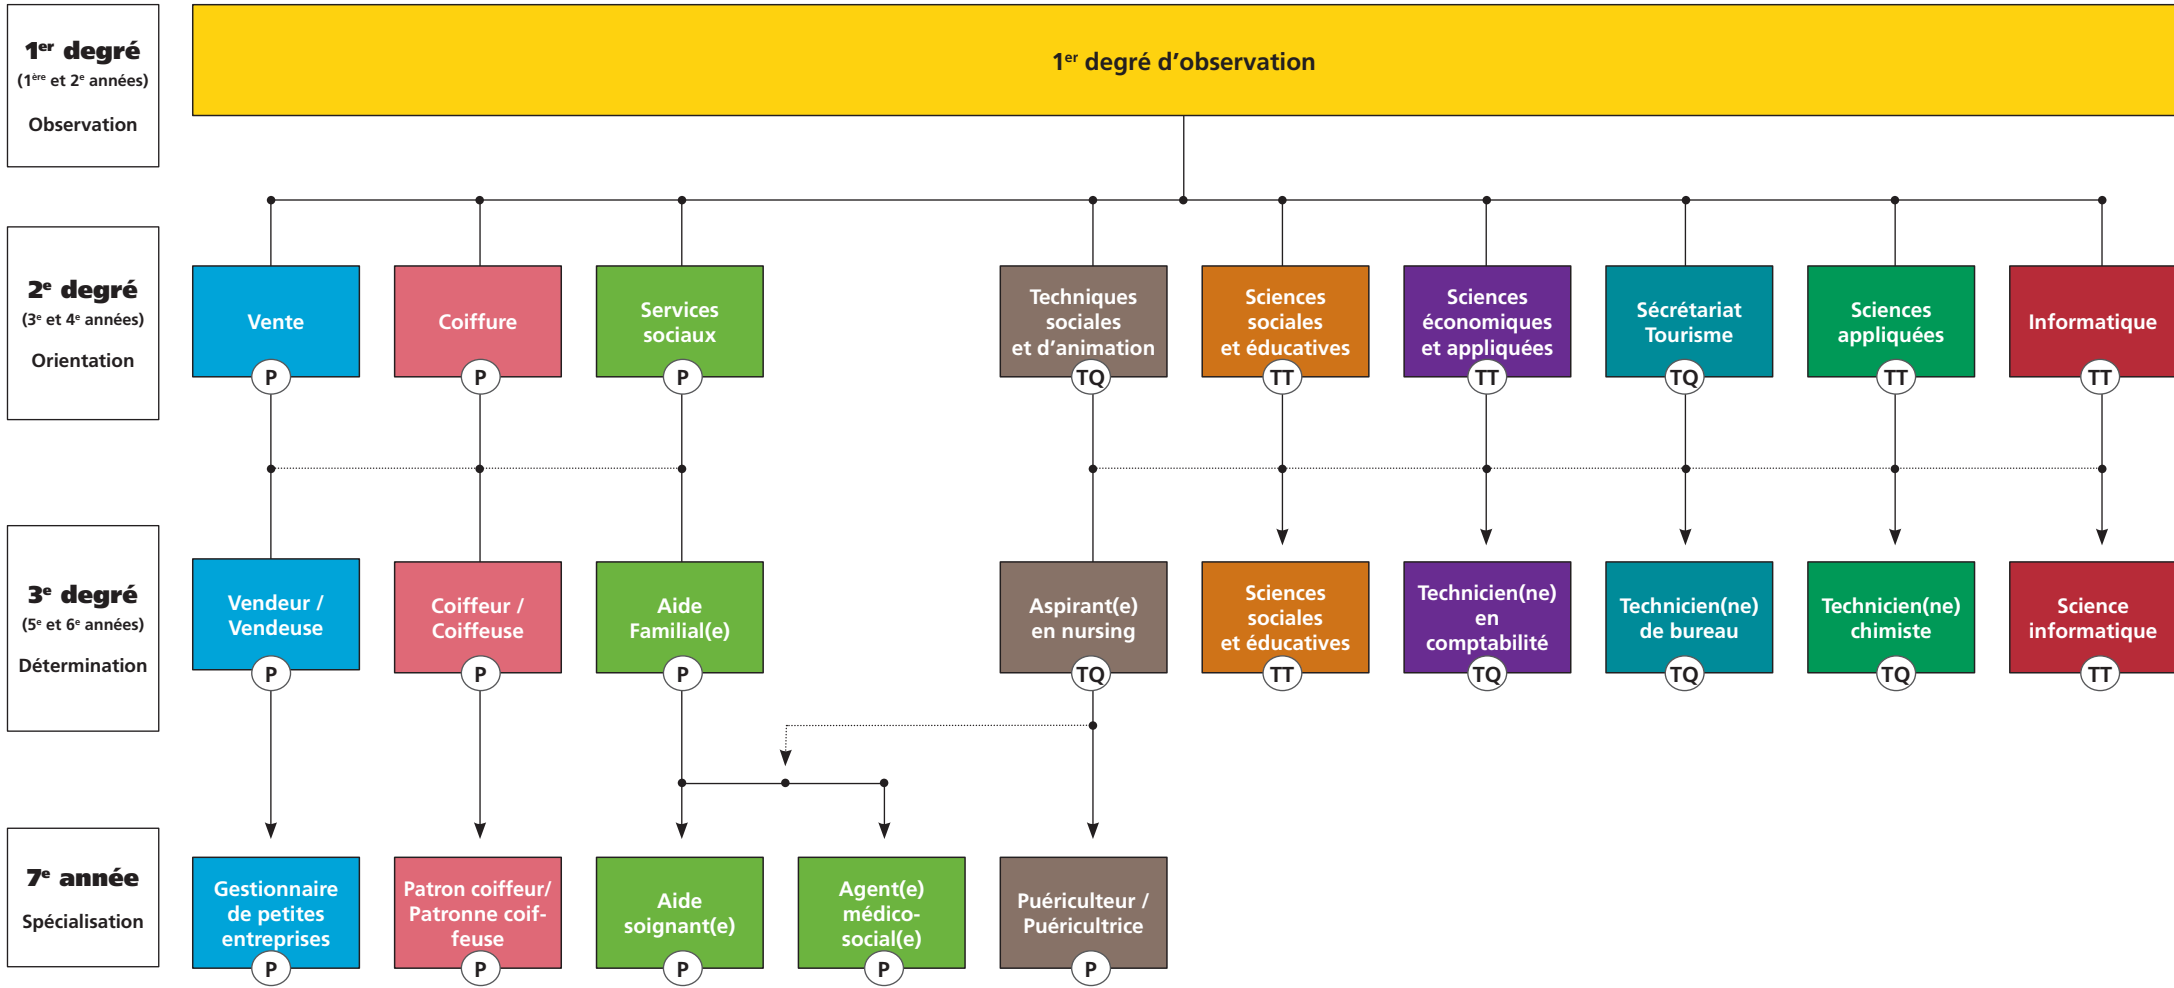 1er degré
(1ère et 2e années)
Observation
1er degré d'observation
2e degré
(3e et 4e années)
Orientation
Vente
P
Coiffure
P
Services
sociaux
P
Techniques
sociales
et d'animation
TQ
Sciences
sociales
et éducatives
TT
Sciences
économiques
et appliquées
TT
Sécrétariat
Tourisme
TQ
Sciences
appliquées
TT
Informatique
TT
3e degré
(5e et 6e années)
Détermination
Vendeur /
Vendeuse
P
Coiffeur /
Coiffeuse
P
Aide
Familial(e)
P
Aspirant(e)
en nursing
TQ
Sciences
sociales
et éducatives
TT
Technicien(ne)
en
comptabilité
TQ
Technicien(ne)
de bureau
TQ
Technicien(ne)
chimiste
TQ
Science
informatique
TT
7e année
Spécialisation
Gestionnaire
de petites
entreprises
P
Patron coiffeur/
Patronne coif-
feuse
P
Aide
soignant(e)
P
Agent(e)
médico-
social(e)
P
Puériculteur /
Puéricultrice
P